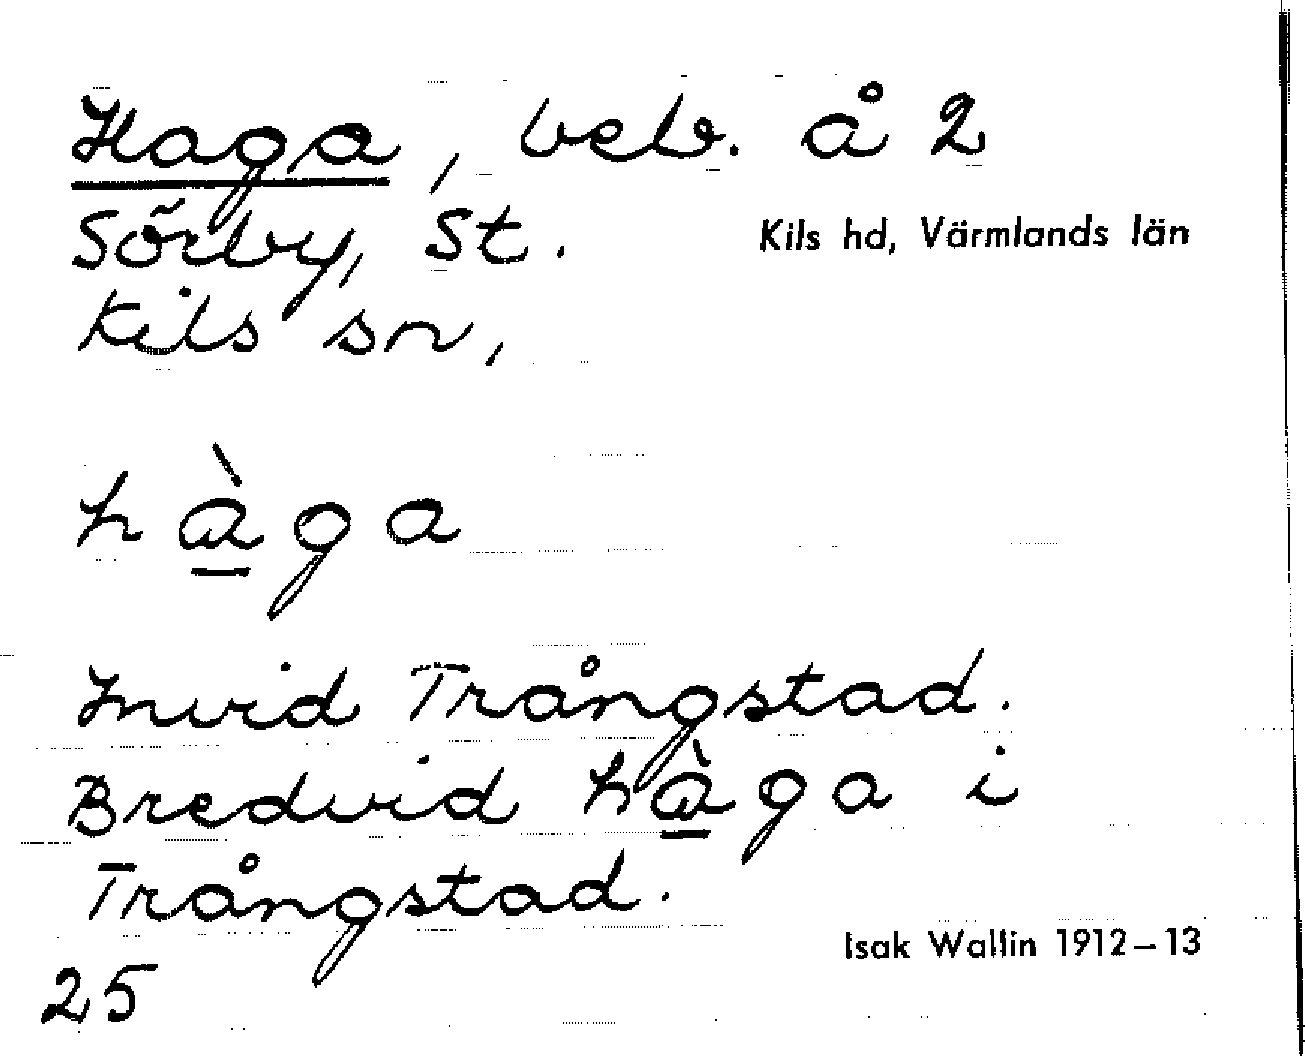 Haga, beb. å 2
Sörby, St.
Kils hd, Värmlands län
Kils sn,
hàga
Invid Trångstad.
Bredvid hàga i
Trångstad.
Isak Wallin 1912–13
25